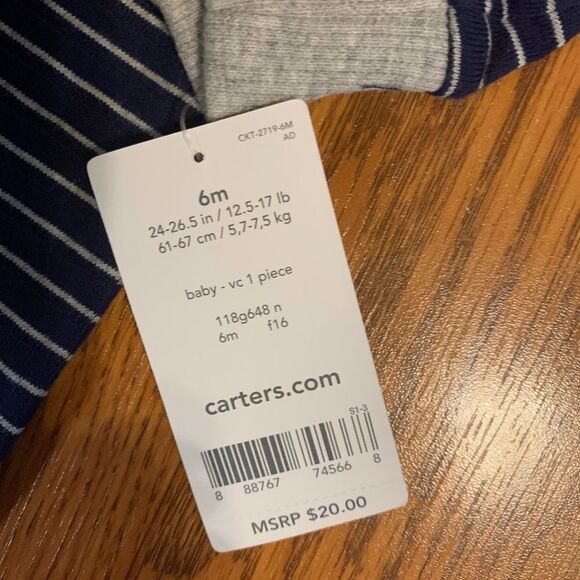 CKT-2719-6M
AD
6m
24-26.5 in / 12.5-17 lb
61-67 cm / 5,7-7,5 kg
baby - vc 1 piece
118g648 n
6m f16
carters.com
S1-3
8 88767 74566 8
MSRP $20.00